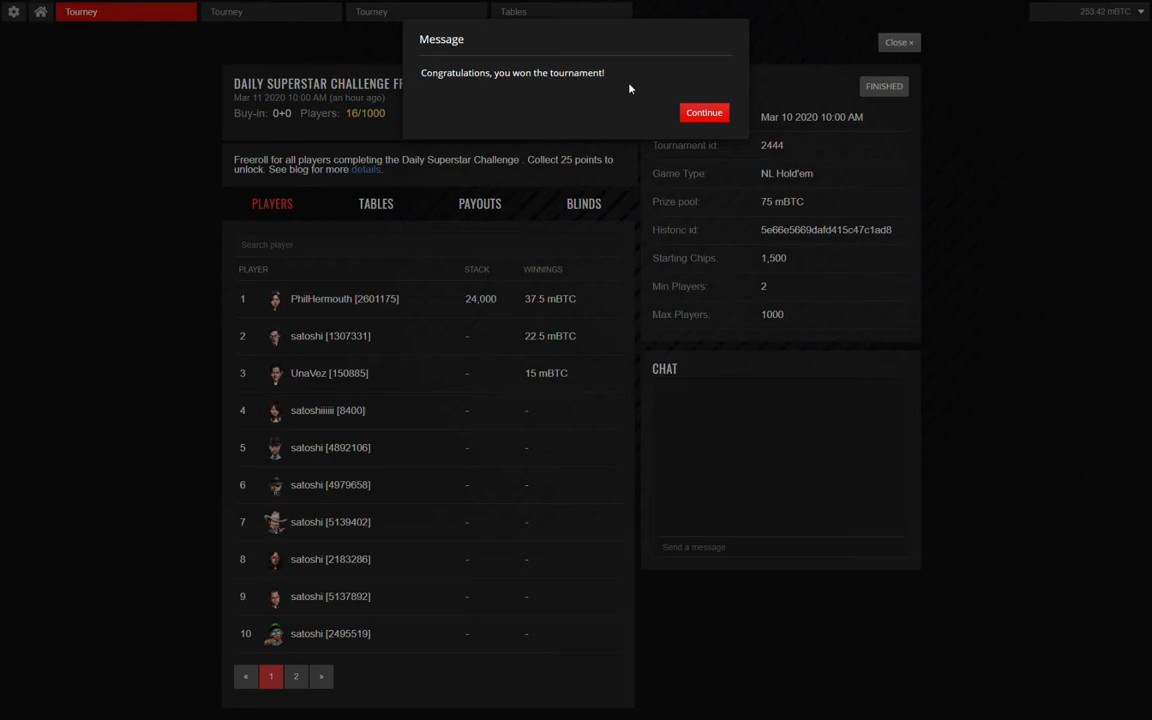 Tourney
Tourney
Tourney
Tables
253.42 mBTC
Message
Congratulations, you won the tournament!
Continue
Close ×
DAILY SUPERSTAR CHALLENGE
Mar 11 2020 10:00 AM (an hour ago)
Buy-in: 0+0 Players: 16/1000
Freeroll for all players completing the Daily Superstar Challenge . Collect 25 points to
unlock. See blog for more details.
PLAYERS
TABLES
PAYOUTS
BLINDS
Search player
PLAYER
STACK
WINNINGS
1 PhilHermouth [2601175] 24,000 37.5 mBTC
2 satoshi [1307331] - 22.5 mBTC
3 UnaVez [150885] - 15 mBTC
4 satoshiiiiii [8400] - -
5 satoshi [4892106] - -
6 satoshi [4979658] - -
7 satoshi [5139402] - -
8 satoshi [2183286] - -
9 satoshi [5137892] - -
10 satoshi [2495519] - -
« 1 2 »
FINISHED
Mar 10 2020 10:00 AM
Tournament id: 2444
Game Type: NL Hold'em
Prize pool: 75 mBTC
Historic id: 5e66e5669dafd415c47c1ad8
Starting Chips: 1,500
Min Players: 2
Max Players: 1000
CHAT
Send a message